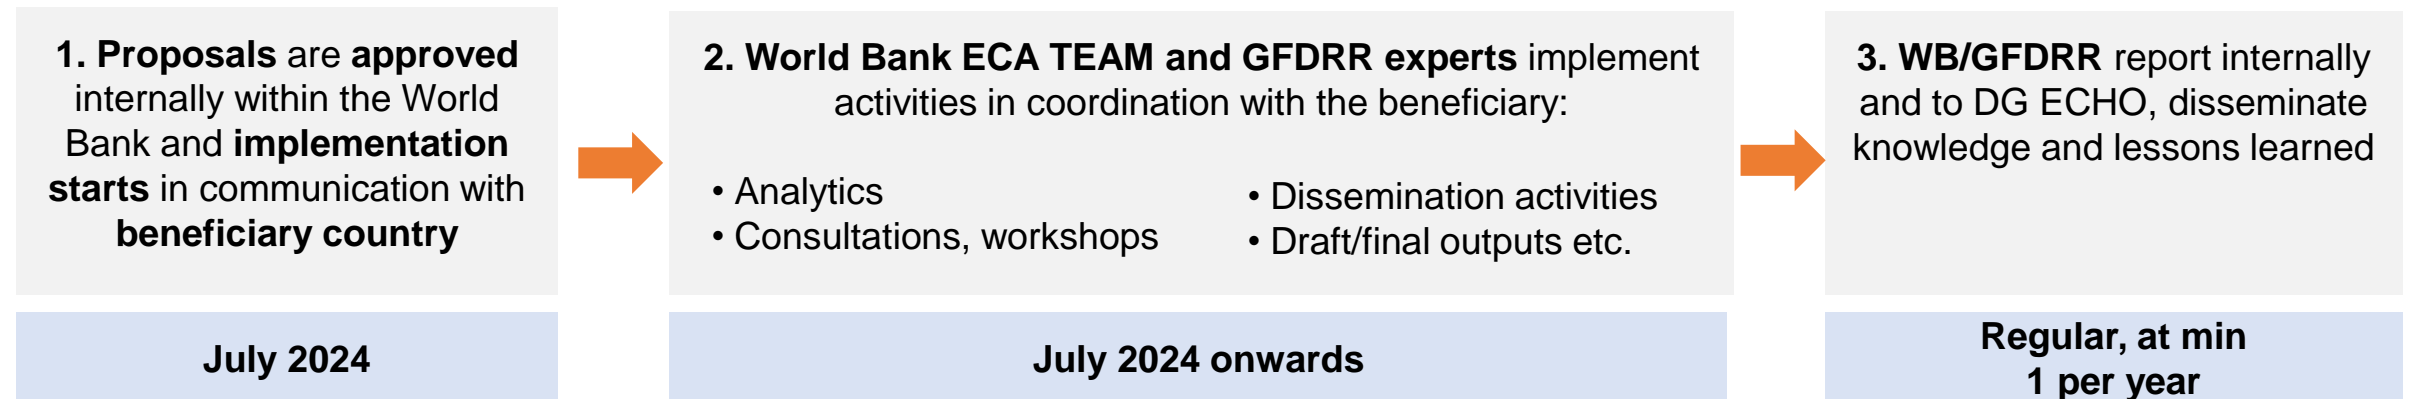 1. Proposals are approved
internally within the World
Bank and implementation
starts in communication with
beneficiary country
2. World Bank ECA TEAM and GFDRR experts implement
activities in coordination with the beneficiary:
• Analytics
• Consultations, workshops
• Dissemination activities
• Draft/final outputs etc.
3. WB/GFDRR report internally
and to DG ECHO, disseminate
knowledge and lessons learned
July 2024
July 2024 onwards
Regular, at min
1 per year